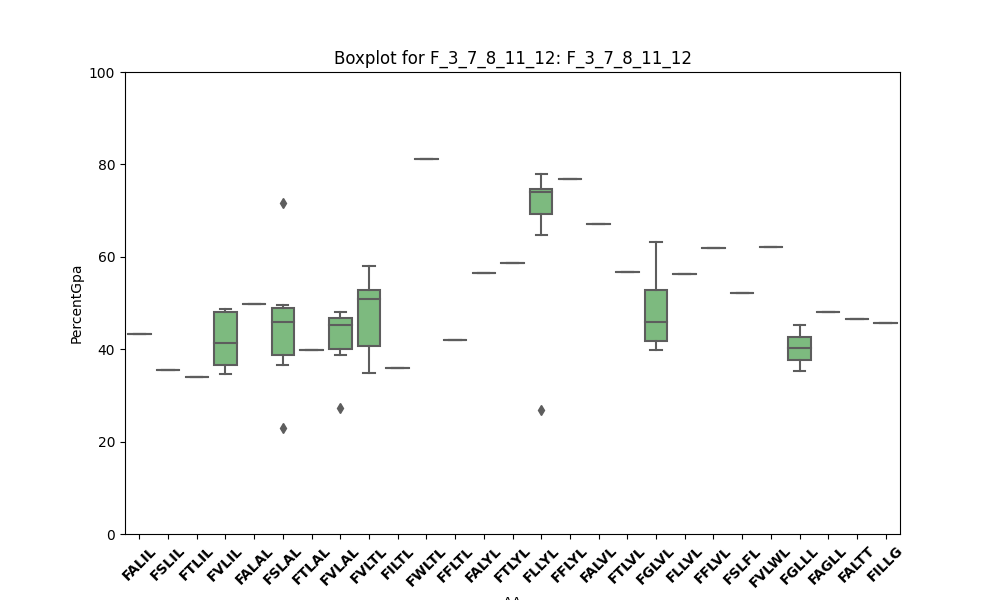 Boxplot for F_3_7_8_11_12: F_3_7_8_11_12
100
80
60
40
20
0
PercentGpa
FALIL
FSLIL
FTLIL
FVLIL
FALAL
FSLAL
FTLAL
FVLAL
FVLTL
FILTL
FWLTL
FFLTL
FALYL
FTLYL
FLLYL
FFLYL
FALVL
FTLVL
FGLVL
FLLVL
FFLVL
FSLFL
FVLWL
FGLLL
FAGLL
FALTT
FILLG